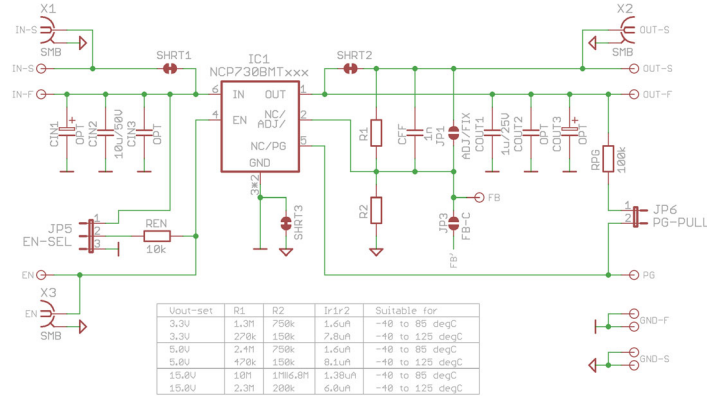 X1
X2
IN-S
SMB
SHRT1
IC1
NCP730BMTxxx
SHRT2
OUT-S
SMB
IN-S
OUT-S
IN-F
6 IN OUT 1
OUT-F
4 EN NC/ADJ/ 2
NC/PG 5
GND
3*2
CIN1
OPT
CIN2
10u/50V
CIN3
OPT
R1
CFF
1n
JP1
ADJ/FIX
COUT1
1u/25V
COUT2
OPT
COUT3
OPT
RPG
100k
R2
FB
JP3
FB-C
FB'
SHRT3
JP5
EN-SEL
1
2
3
REN
10k
1
2
JP6
PG-PULL
EN
PG
X3
EN
SMB
GND-F
GND-S
Vout-set R1 R2 Ir1r2 Suitable for
3.3V 1.3M 750k 1.6uA -40 to 85 degC
3.3V 270k 150k 7.8uA -40 to 125 degC
5.0V 2.4M 750k 1.6uA -40 to 85 degC
5.0V 470k 150k 8.1uA -40 to 125 degC
15.0V 10M 1M||6.8M 1.38uA -40 to 85 degC
15.0V 2.3M 200k 6.0uA -40 to 125 degC